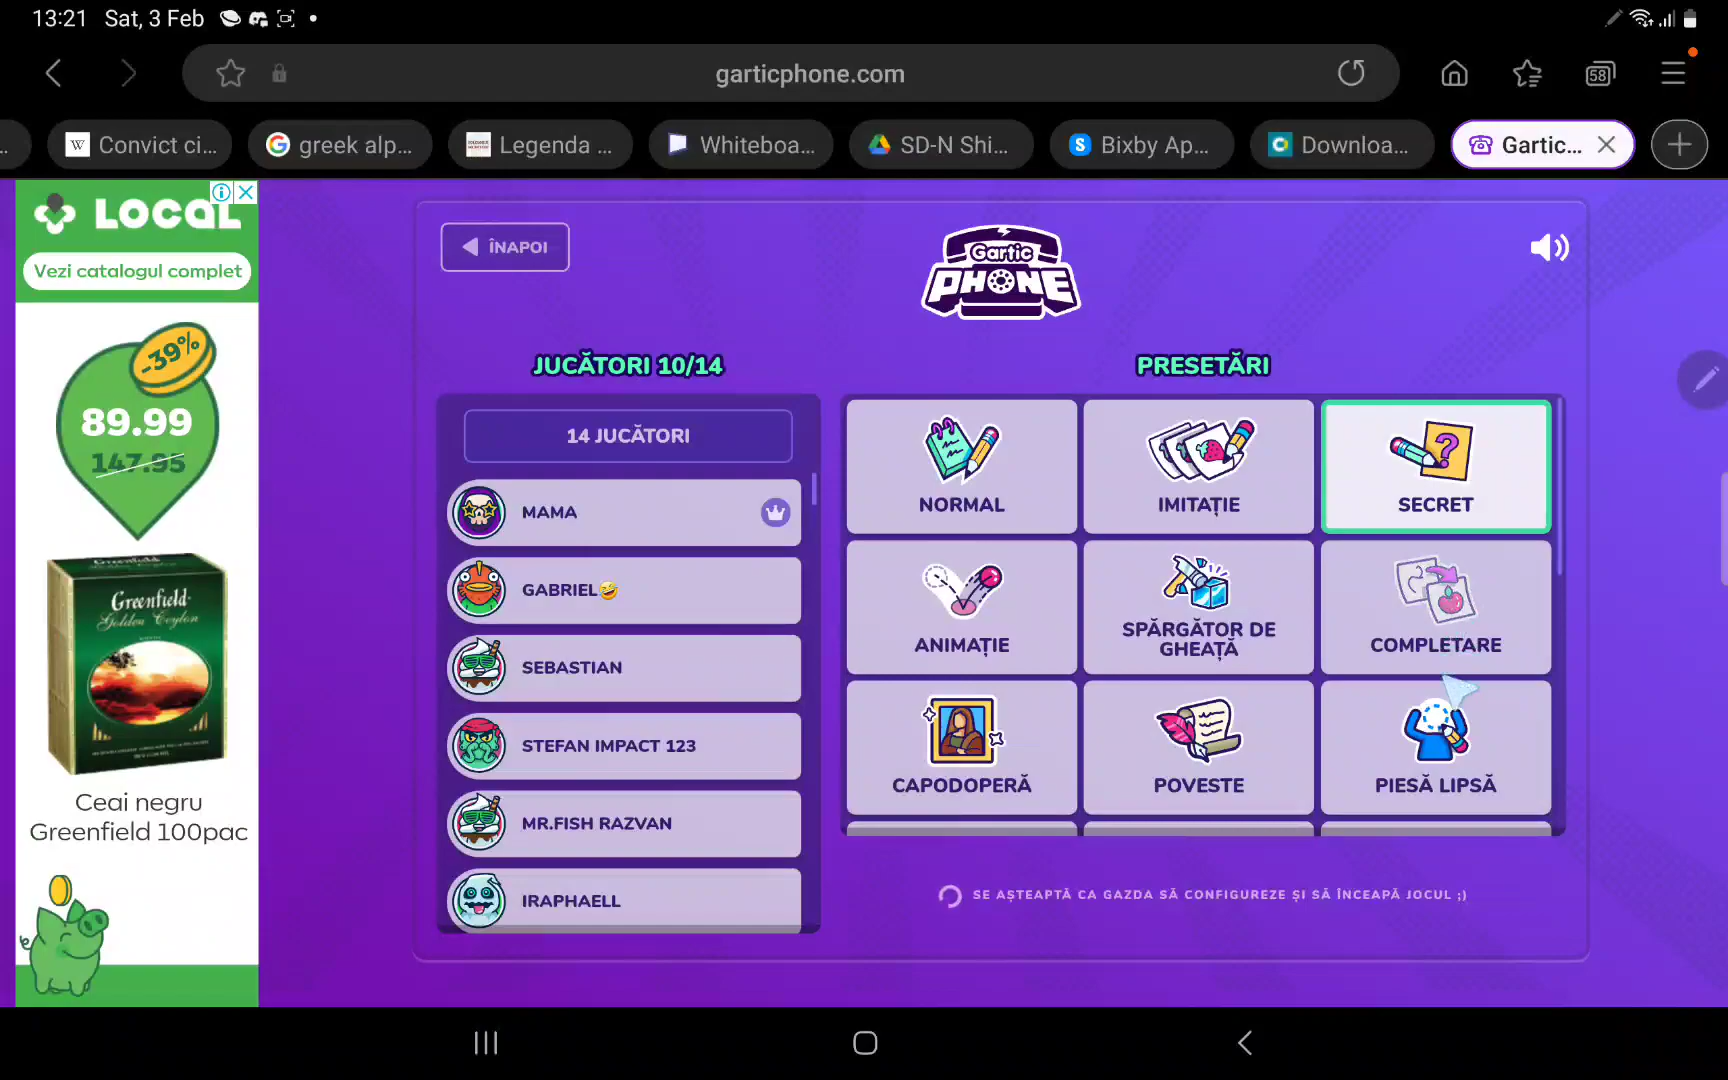 13:21 Sat, 3 Feb
garticphone.com
58
W Convict ci...
greek alp...
Legenda ...
Whiteboa...
SD-N Shi...
Bixby Ap...
Downloa...
Gartic...
LOCAL
Vezi catalogul complet
-39%
89.99
147.95
Greenfield
Golden Ceylon
Ceai negru
Greenfield 100pac
ÎNAPOI
Gartic
PHONE
JUCĂTORI 10/14
14 JUCĂTORI
MAMA
GABRIEL🤣
SEBASTIAN
STEFAN IMPACT 123
MR.FISH RAZVAN
IRAPHAELL
PRESETĂRI
NORMAL
IMITAȚIE
SECRET
ANIMAȚIE
SPĂRGĂTOR DE
GHEAȚĂ
COMPLETARE
CAPODOPERĂ
POVESTE
PIESĂ LIPSĂ
SE AȘTEAPTĂ CA GAZDA SĂ CONFIGUREZE ȘI SĂ ÎNCEAPĂ JOCUL ;)